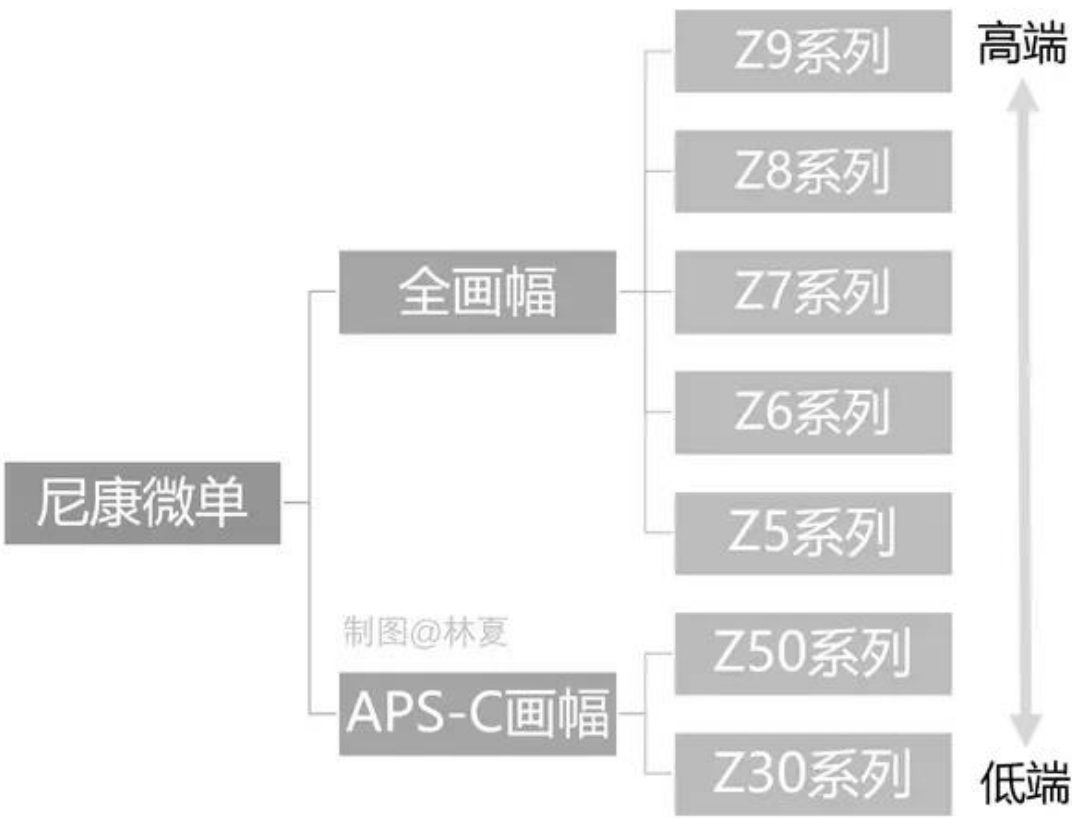 Z9系列
高端
Z8系列
全画幅
Z7系列
Z6系列
尼康微单
Z5系列
制图@林夏
Z50系列
APS-C画幅
Z30系列
低端